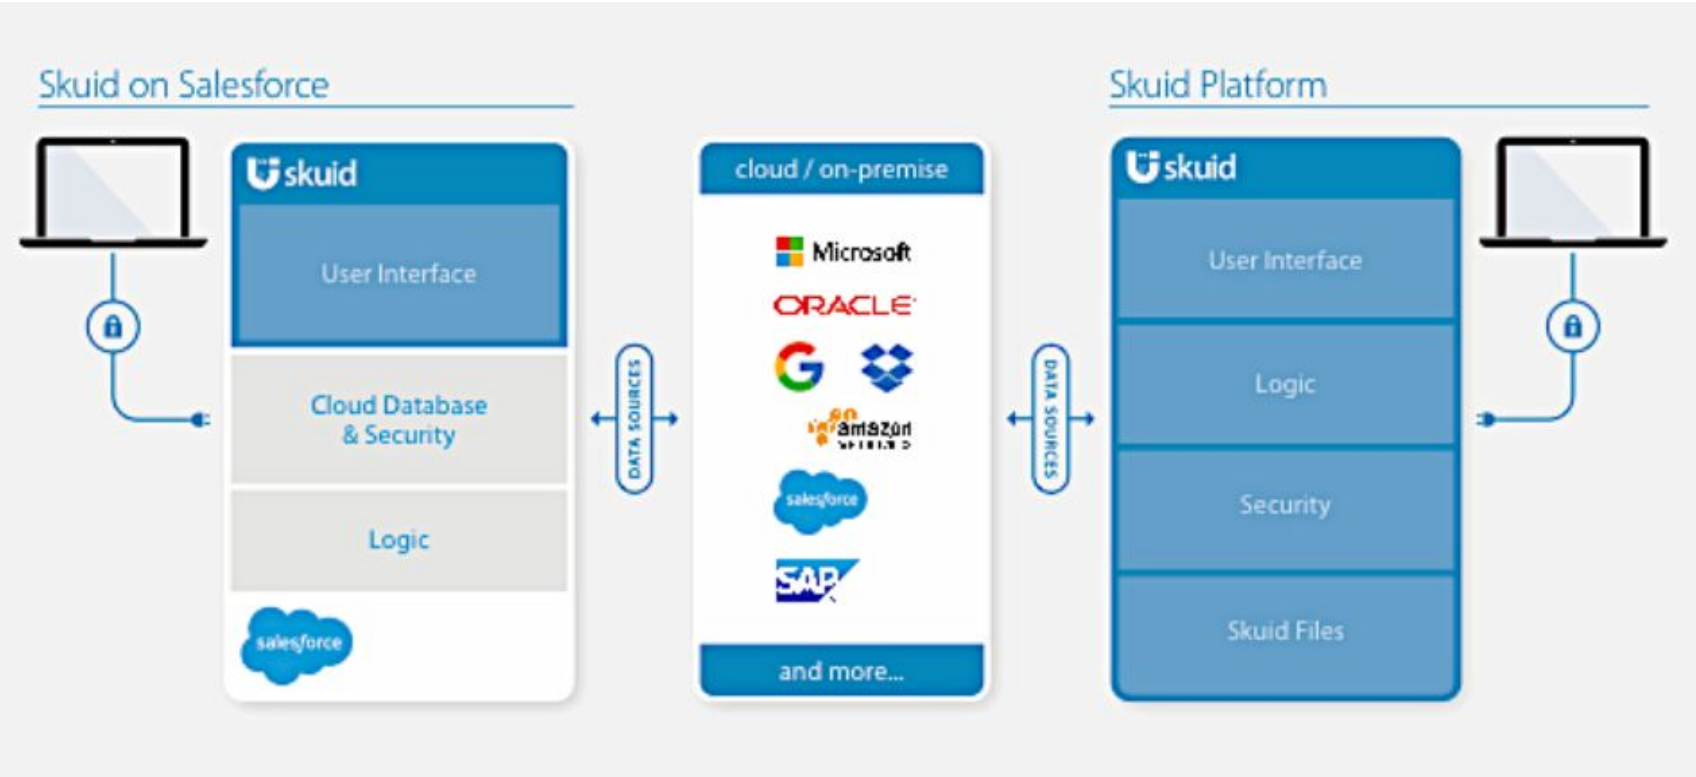 Skuid on Salesforce
skuid
User Interface
Cloud Database
& Security
Logic
salesforce
DATA SOURCES
cloud / on-premise
Microsoft
ORACLE
G
amazon
salesforce
SAP
and more...
DATA SOURCES
Skuid Platform
skuid
User Interface
Logic
Security
Skuid Files